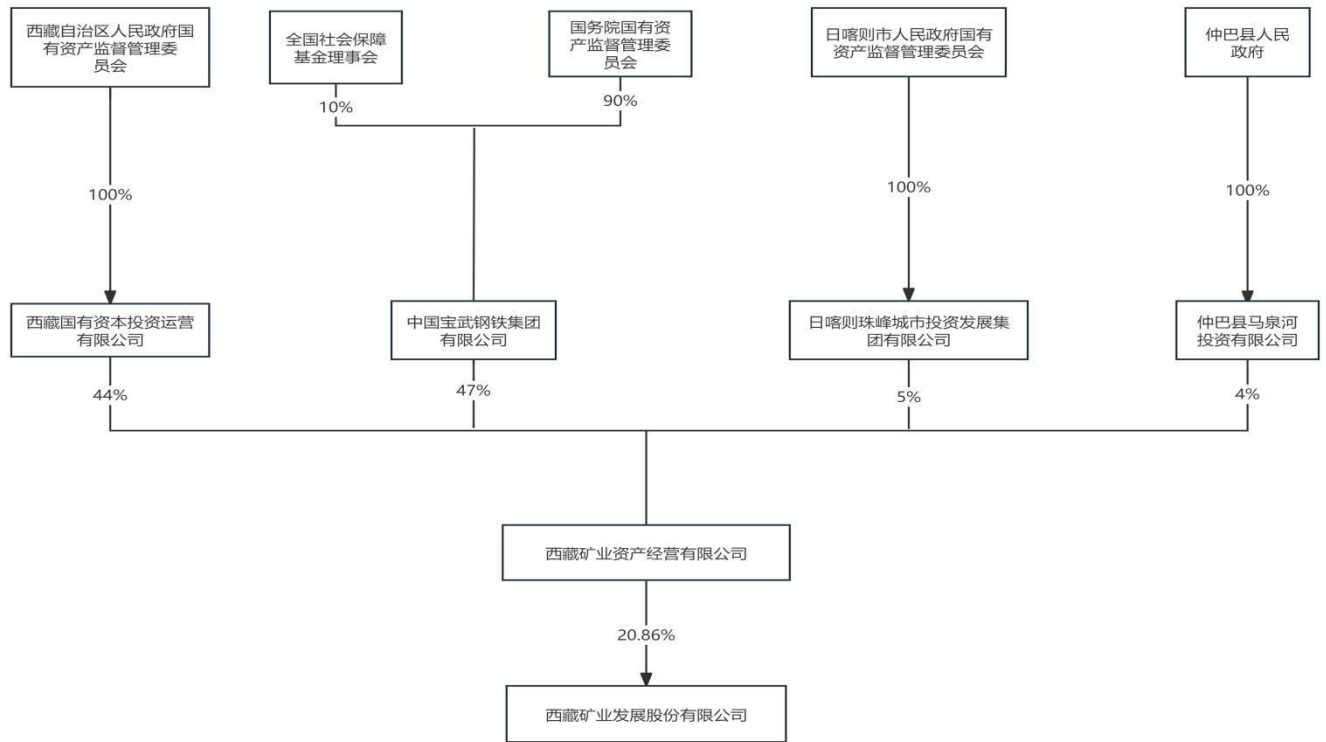 西藏自治区人民政府国
有资产监督管理委
员会
全国社会保障
基金理事会
国务院国有资
产监督管理委
员会
日喀则市人民政府国有
资产监督管理委员会
仲巴县人民
政府
10%
90%
100%
100%
100%
西藏国有资本投资运营
有限公司
中国宝武钢铁集团
有限公司
日喀则珠峰城市投资发展集
团有限公司
仲巴县马泉河
投资有限公司
44%
47%
5%
4%
西藏矿业资产经营有限公司
20.86%
西藏矿业发展股份有限公司